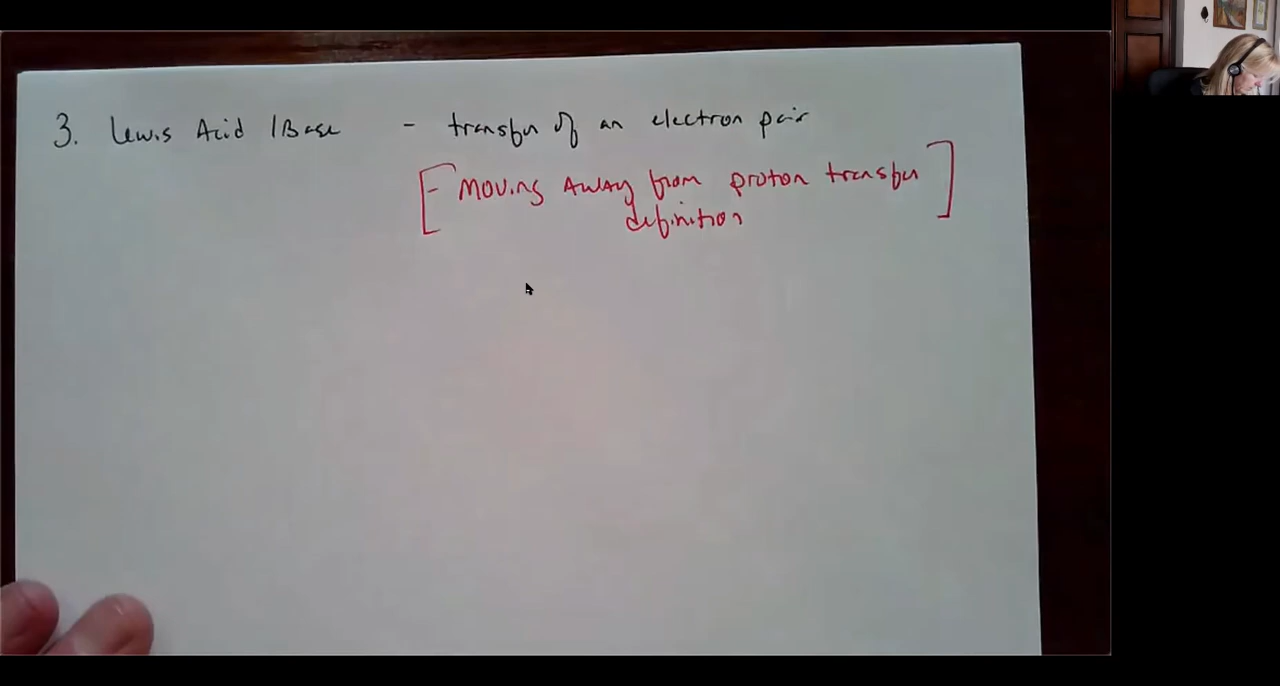 3. Lewis Acid / Base - transfer of an electron pair
[- Moving Away from proton transfer
definition]